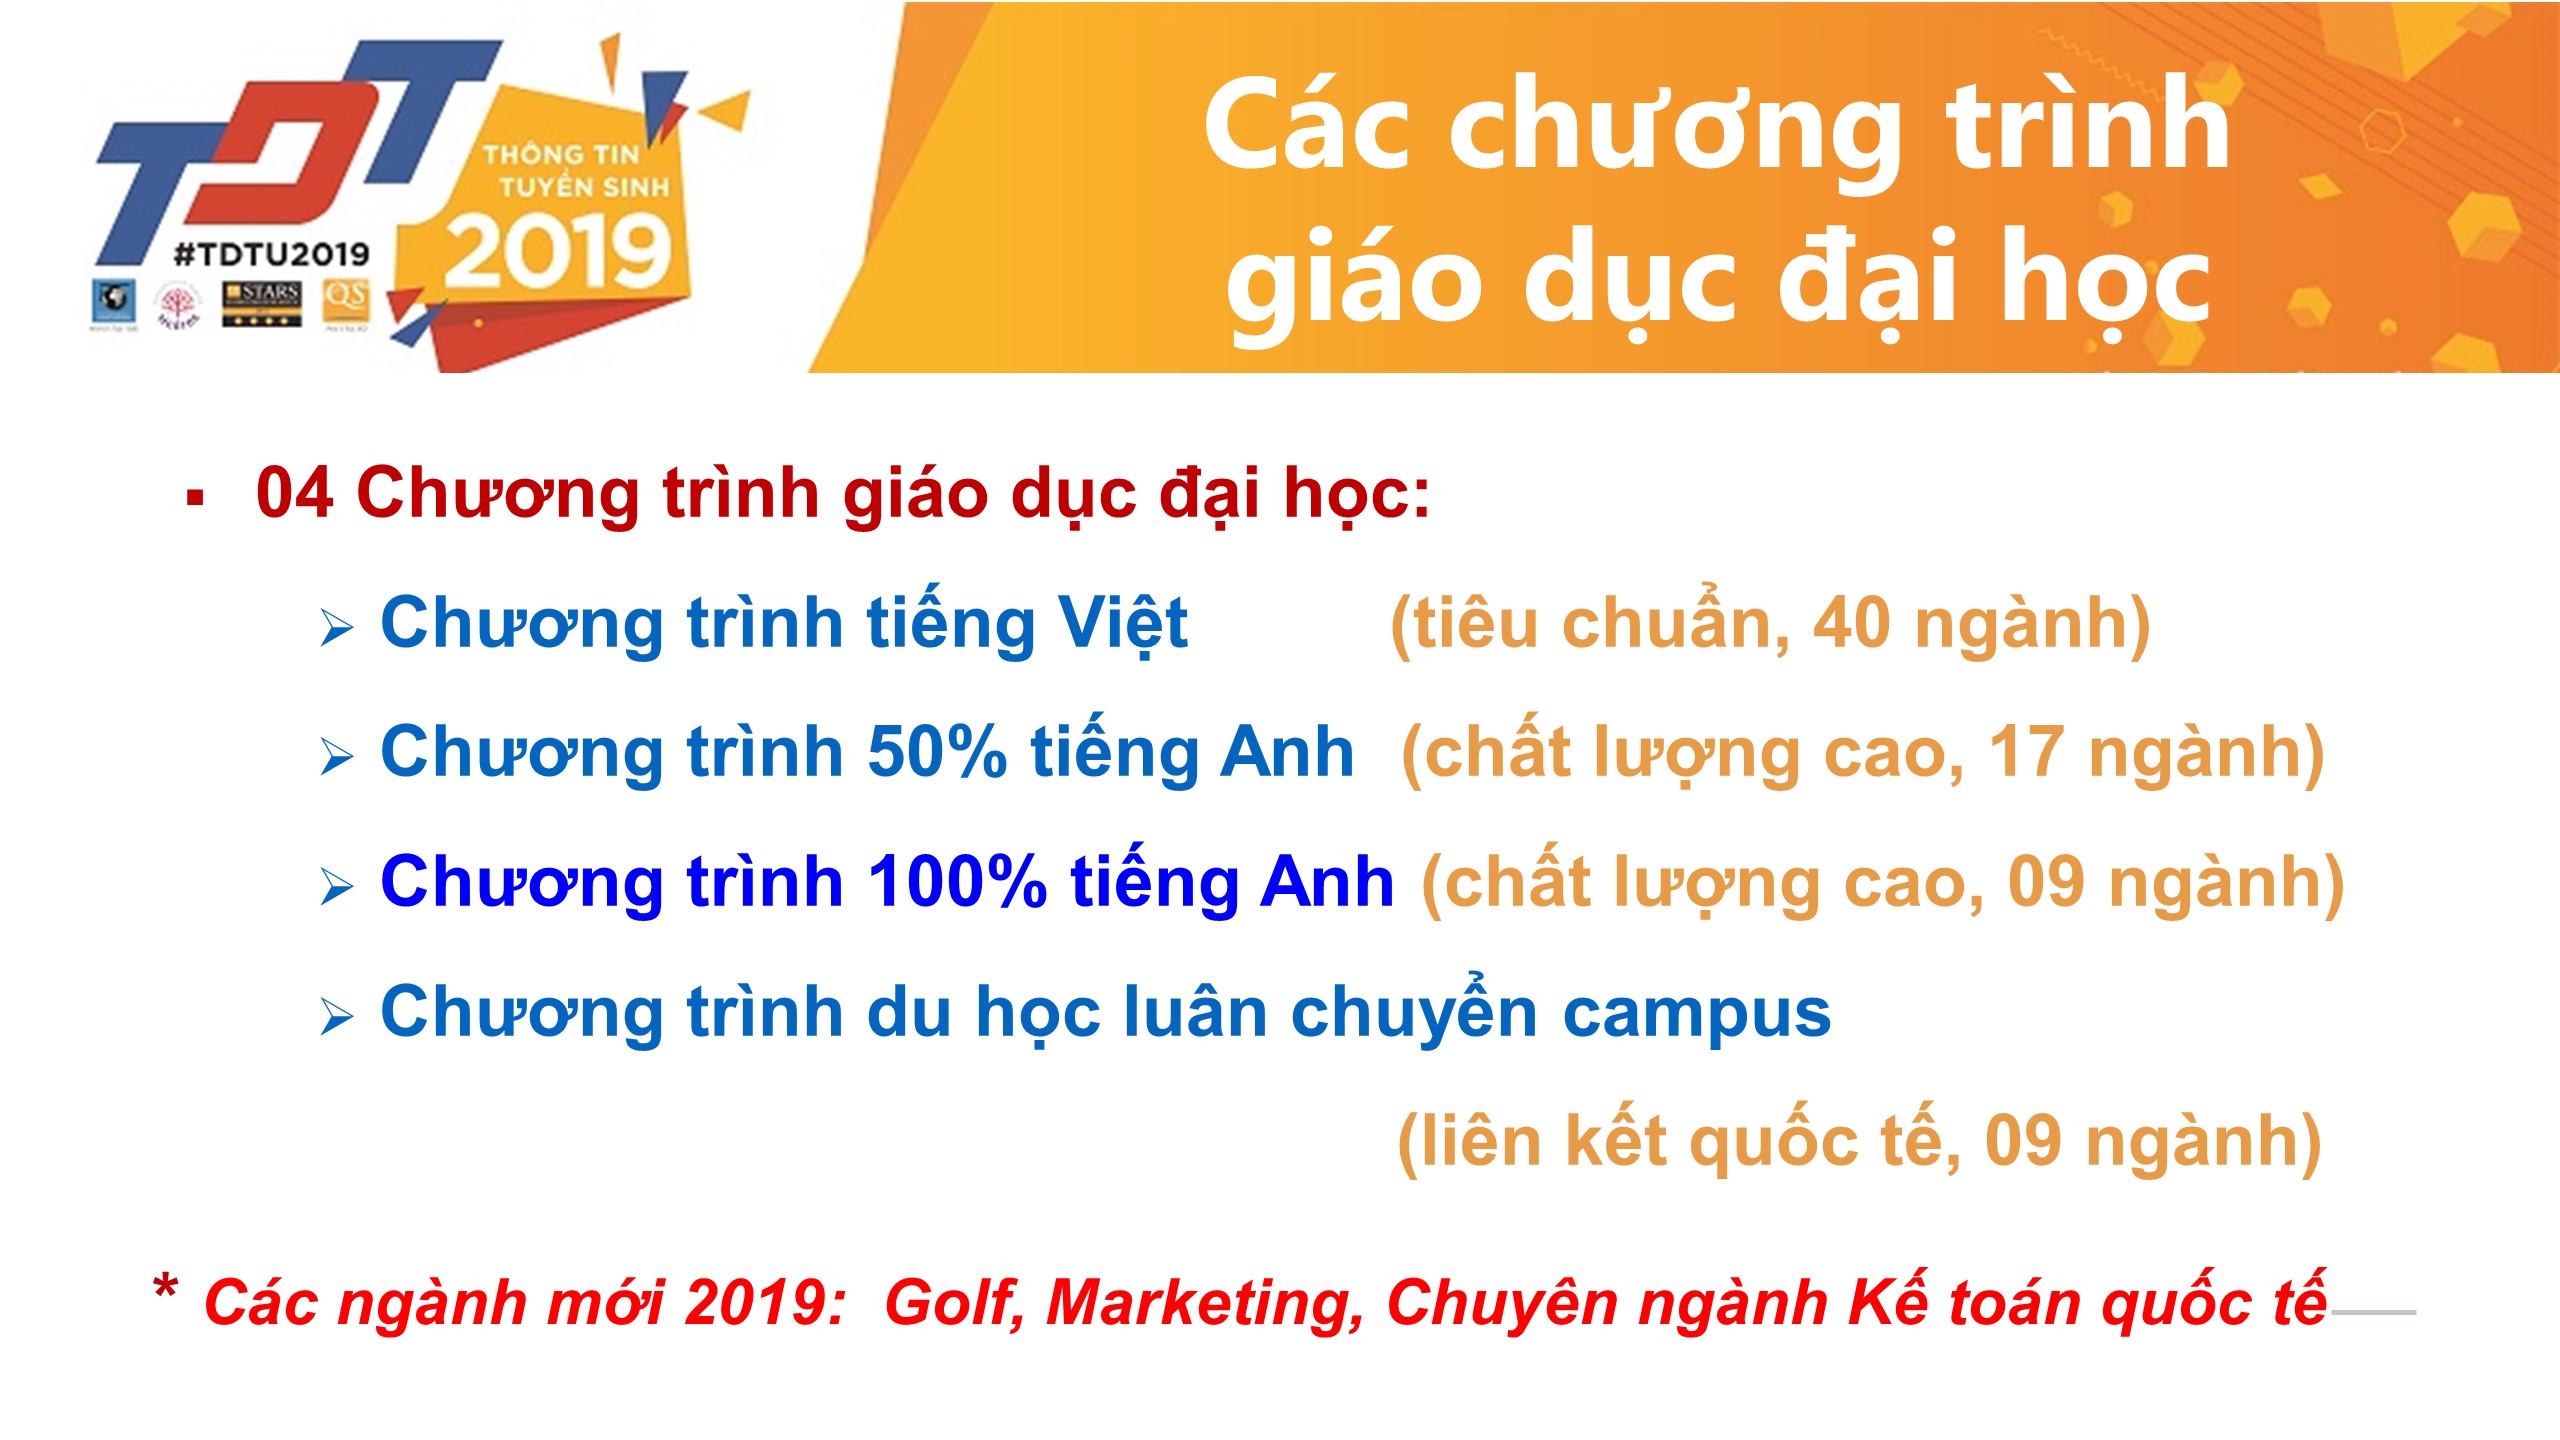 TDT
THÔNG TIN
TUYỂN SINH
2019
#TDTU2019
STARS
QS
Các chương trình
giáo dục đại học
▪ 04 Chương trình giáo dục đại học:
➢ Chương trình tiếng Việt (tiêu chuẩn, 40 ngành)
➢ Chương trình 50% tiếng Anh (chất lượng cao, 17 ngành)
➢ Chương trình 100% tiếng Anh (chất lượng cao, 09 ngành)
➢ Chương trình du học luân chuyển campus
(liên kết quốc tế, 09 ngành)
* Các ngành mới 2019: Golf, Marketing, Chuyên ngành Kế toán quốc tế